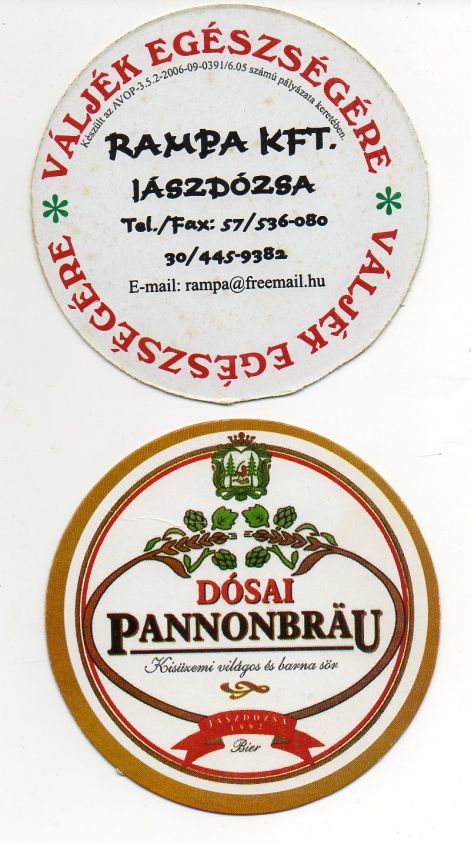 VÁLJÉK EGÉSZSÉGÉRE * VÁLJÉK EGÉSZSÉGÉRE *
Készült az AVOP-3.5.2-2006-09-0391/6.05 számú pályázata keretében.
RAMPA KFT.
JÁSZDÓZSA
Tel./Fax: 57/536-080
30/445-9382
E-mail: rampa@freemail.hu
DÓSAI
PANNONBRÄU
Kisüzemi világos és barna sör
JÁSZDÓZSA
1992
Bier